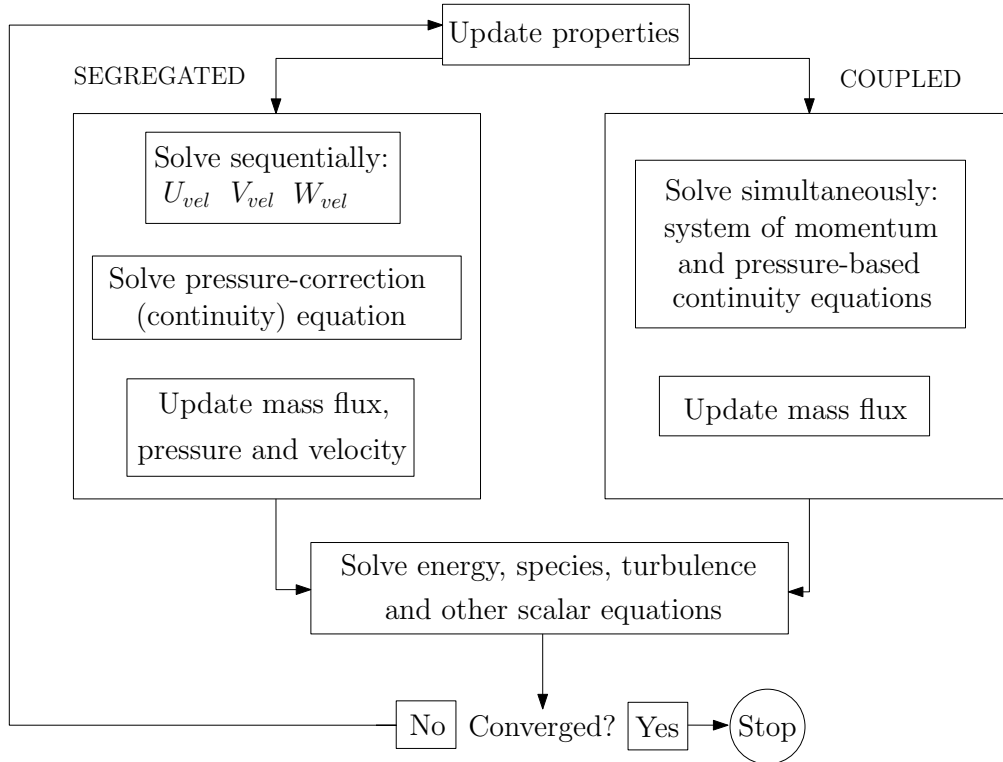 Update properties
SEGREGATED
COUPLED
Solve sequentially:
U_vel V_vel W_vel
Solve pressure-correction
(continuity) equation
Update mass flux,
pressure and velocity
Solve simultaneously:
system of momentum
and pressure-based
continuity equations
Update mass flux
Solve energy, species, turbulence
and other scalar equations
No Converged? Yes Stop